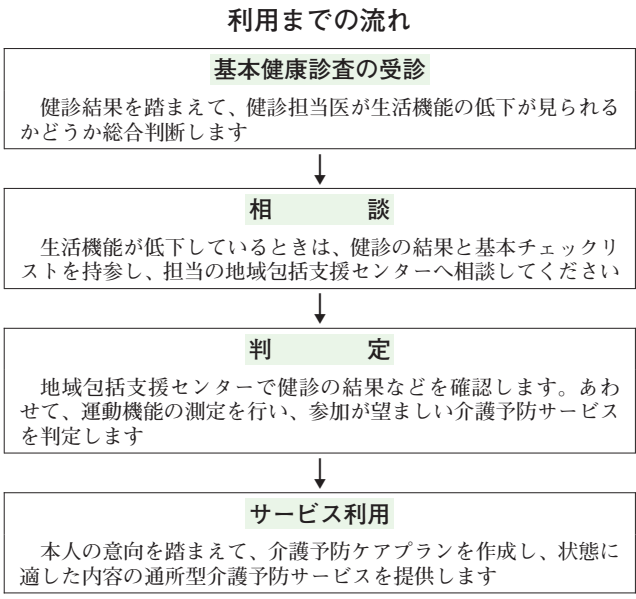 利用までの流れ
基本健康診査の受診
健診結果を踏まえて、健診担当医が生活機能の低下が見られる
かどうか総合判断します
相談
生活機能が低下しているときは、健診の結果と基本チェックリ
ストを持参し、担当の地域包括支援センターへ相談してください
判定
地域包括支援センターで健診の結果などを確認します。あわ
せて、運動機能の測定を行い、参加が望ましい介護予防サービス
を判定します
サービス利用
本人の意向を踏まえて、介護予防ケアプランを作成し、状態に
適した内容の通所型介護予防サービスを提供します